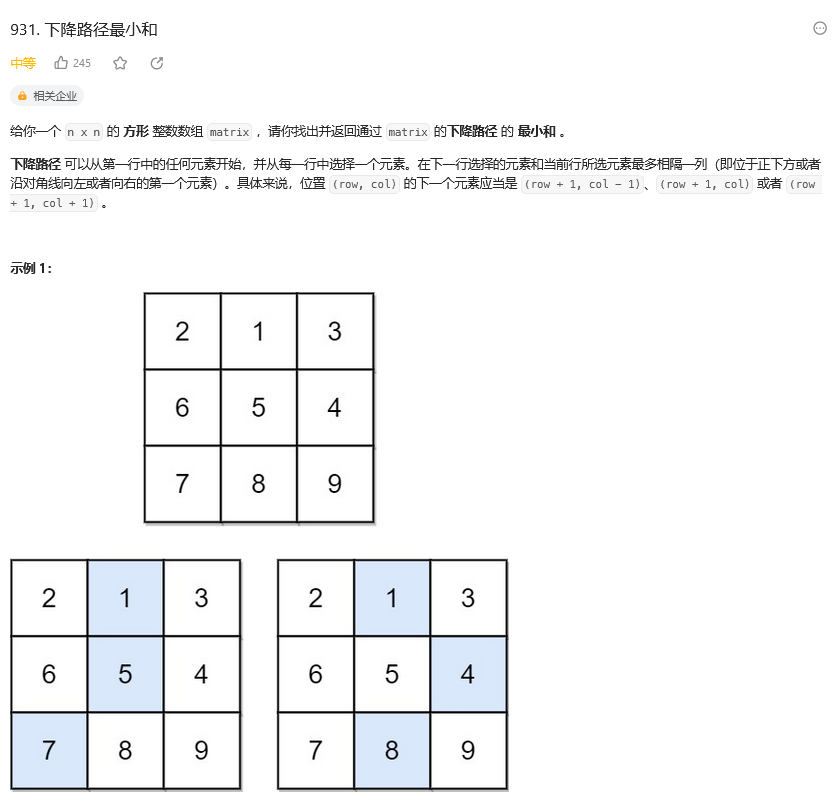 931. 下降路径最小和
中等 245
相关企业
给你一个 n x n 的 方形 整数数组 matrix ，请你找出并返回通过 matrix 的下降路径 的 最小和 。
下降路径 可以从第一行中的任何元素开始，并从每一行中选择一个元素。在下一行选择的元素和当前行所选元素最多相隔一列（即位于正下方或者
沿对角线向左或者向右的第一个元素）。具体来说，位置 (row, col) 的下一个元素应当是 (row + 1, col - 1)、(row + 1, col) 或者 (row
+ 1, col + 1) 。
示例 1：
2 1 3
6 5 4
7 8 9
2 1 3 2 1 3
6 5 4 6 5 4
7 8 9 7 8 9